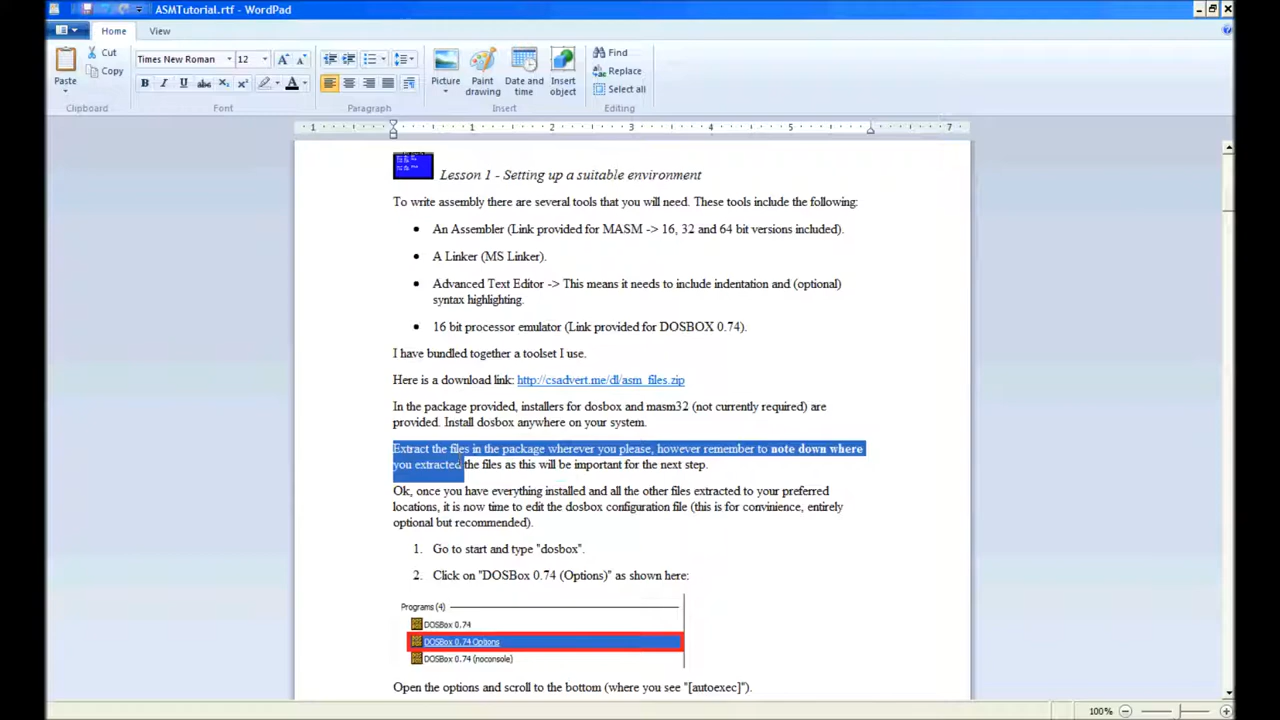 ASMTutorial.rtf - WordPad
Home View
Cut
Copy
Paste
Clipboard
Times New Roman 12
B I U abc X₂ X² A
Font
Paragraph
Picture
Paint drawing
Date and time
Insert object
Insert
Find
Replace
Select all
Editing
1 1 2 3 4 5 7
Lesson 1 - Setting up a suitable environment
To write assembly there are several tools that you will need. These tools include the following:
• An Assembler (Link provided for MASM -> 16, 32 and 64 bit versions included).
• A Linker (MS Linker).
• Advanced Text Editor -> This means it needs to include indentation and (optional)
syntax highlighting.
• 16 bit processor emulator (Link provided for DOSBOX 0.74).
I have bundled together a toolset I use.
Here is a download link: http://csadvert.me/dl/asm_files.zip
In the package provided, installers for dosbox and masm32 (not currently required) are
provided. Install dosbox anywhere on your system.
Extract the files in the package wherever you please, however remember to note down where
you extracted the files as this will be important for the next step.
Ok, once you have everything installed and all the other files extracted to your preferred
locations, it is now time to edit the dosbox configuration file (this is for convinience, entirely
optional but recommended).
1. Go to start and type "dosbox".
2. Click on "DOSBox 0.74 (Options)" as shown here:
Programs (4)
DOSBox 0.74
DOSBox 0.74 Options
DOSBox 0.74 (noconsole)
Open the options and scroll to the bottom (where you see "[autoexec]").
100%